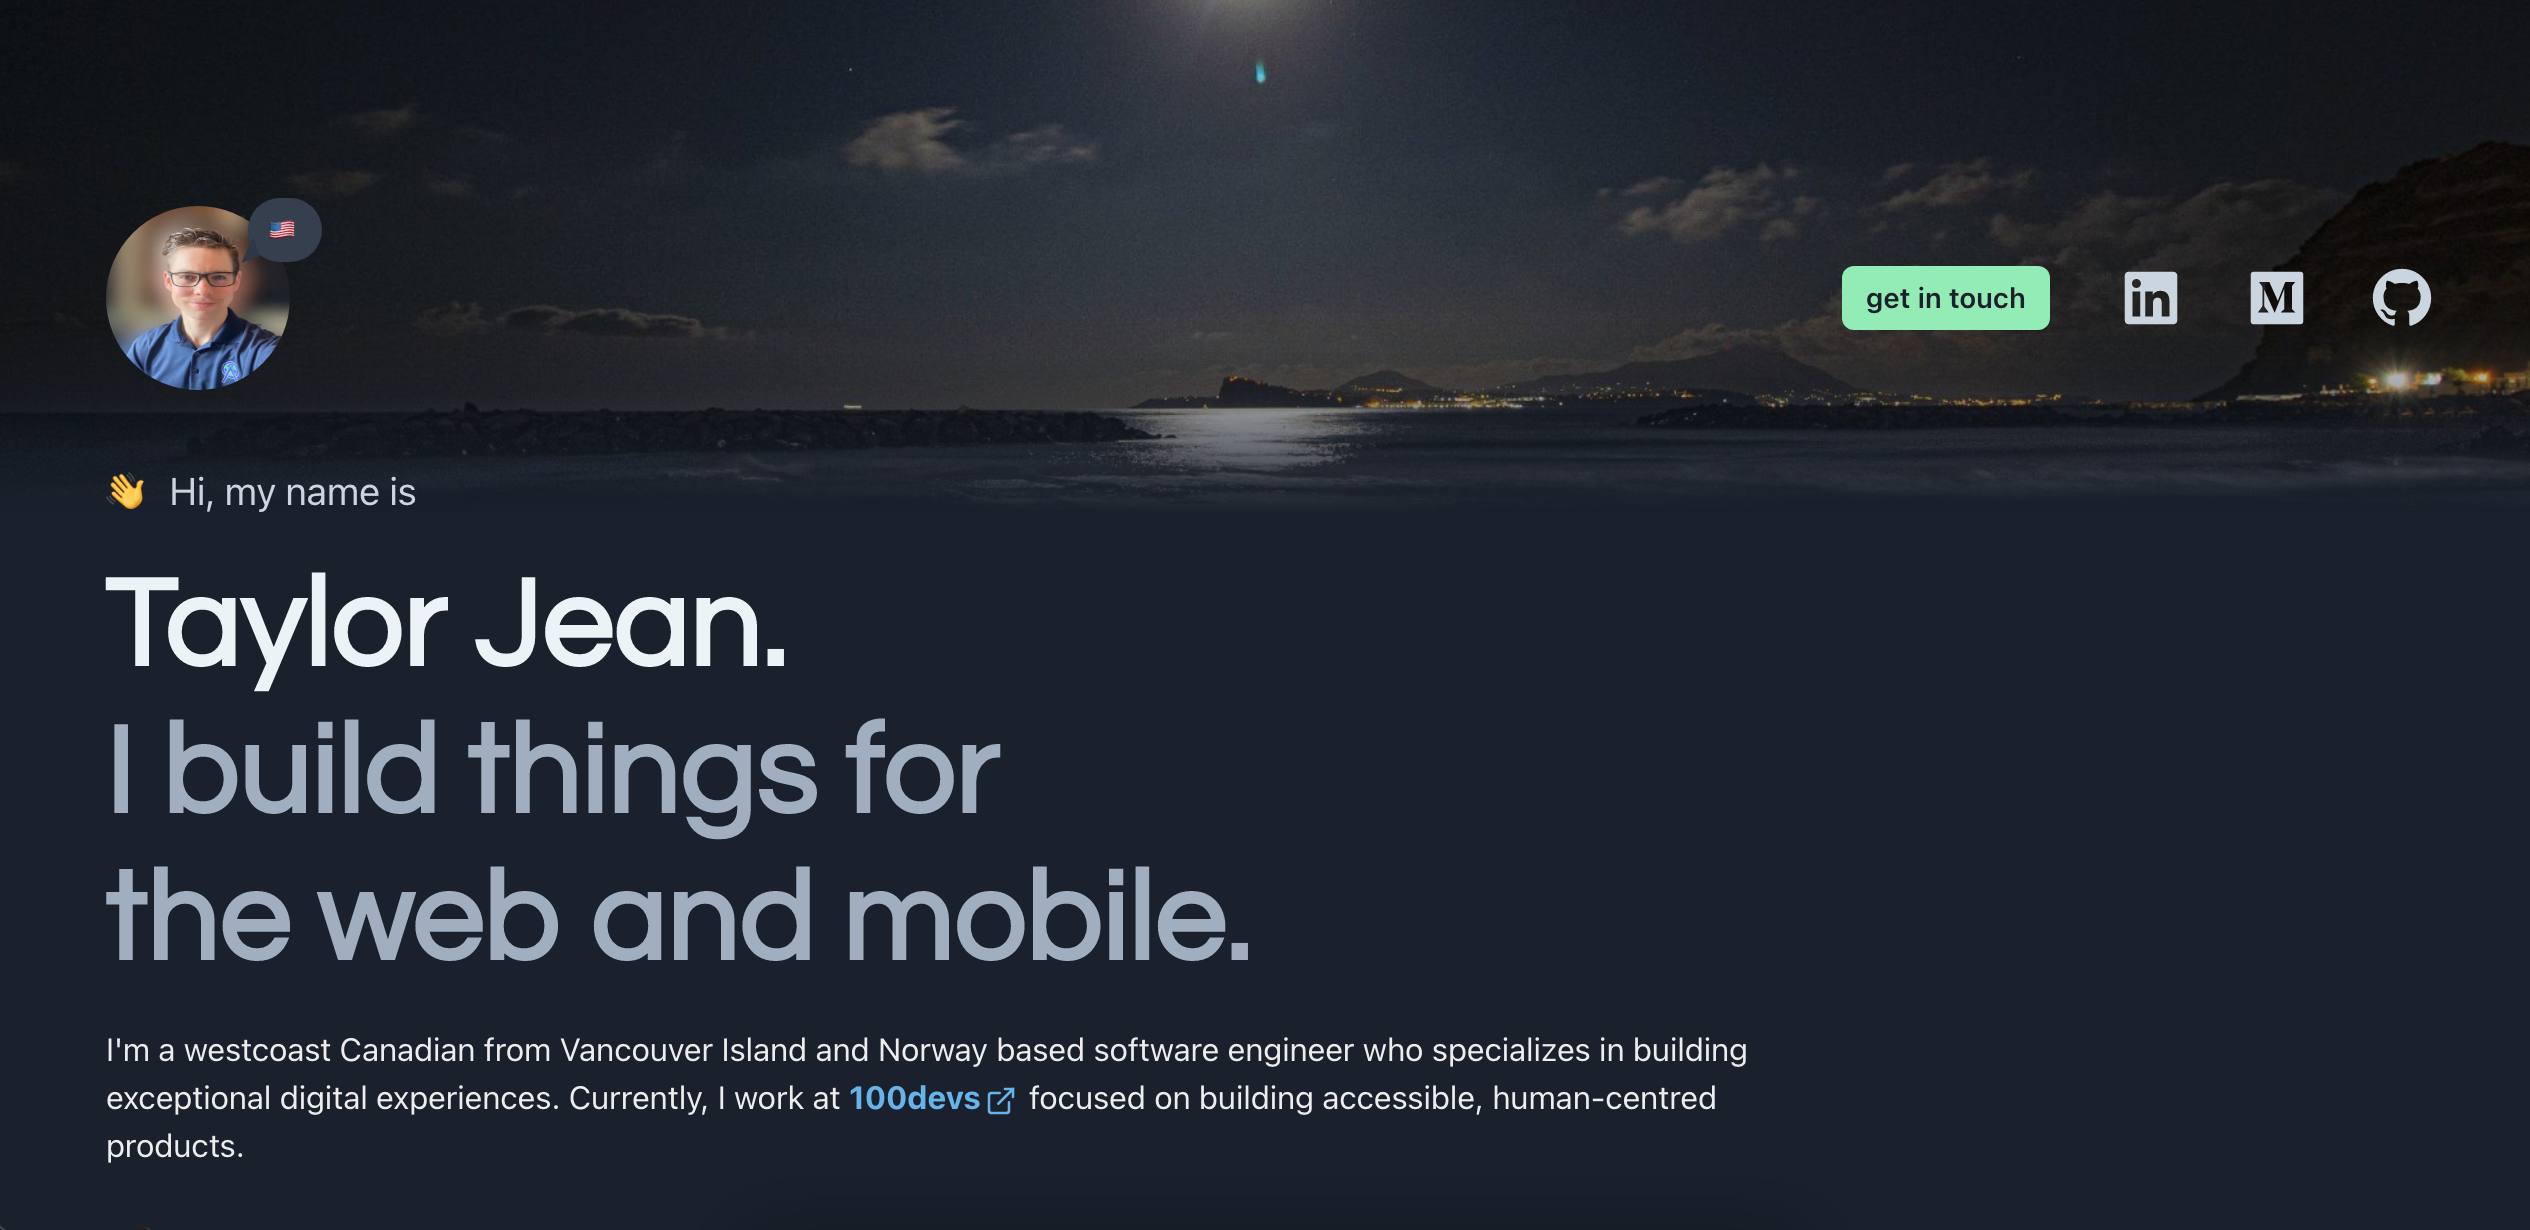 get in touch
Hi, my name is
Taylor Jean.
I build things for
the web and mobile.
I'm a westcoast Canadian from Vancouver Island and Norway based software engineer who specializes in building
exceptional digital experiences. Currently, I work at 100devs focused on building accessible, human-centred
products.